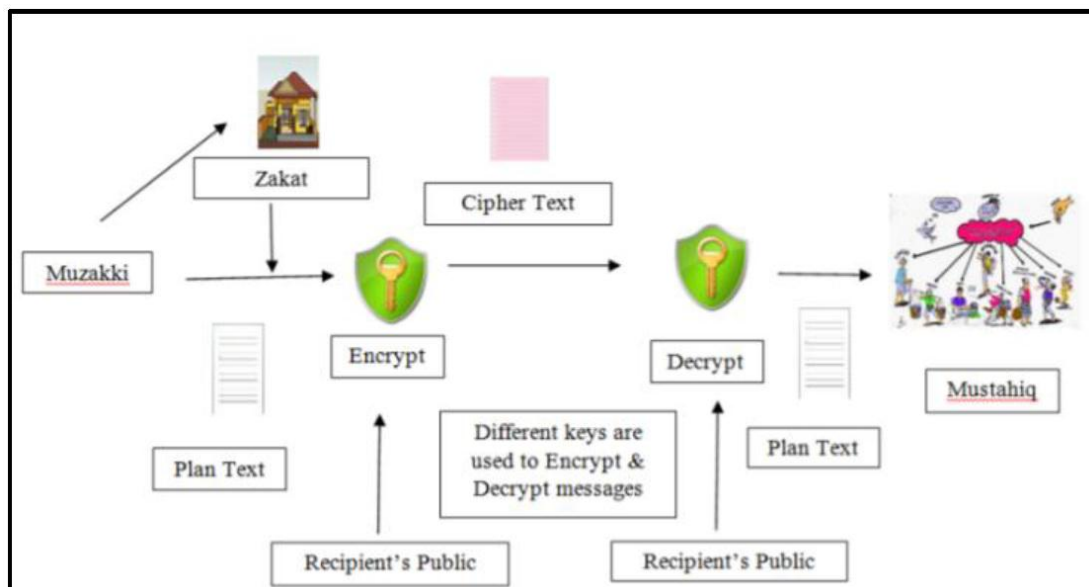 Zakat
Cipher Text
Muzakki
Encrypt
Decrypt
Mustahiq
Plan Text
Different keys are
used to Encrypt &
Decrypt messages
Plan Text
Recipient's Public
Recipient's Public